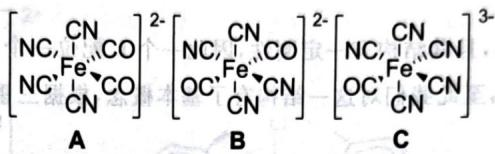 CN 2- CN 2- CN 3-
NC CO NC CO NC CN
Fe Fe Fe
NC CO OC CN OC CN
CN CN CN
A B C